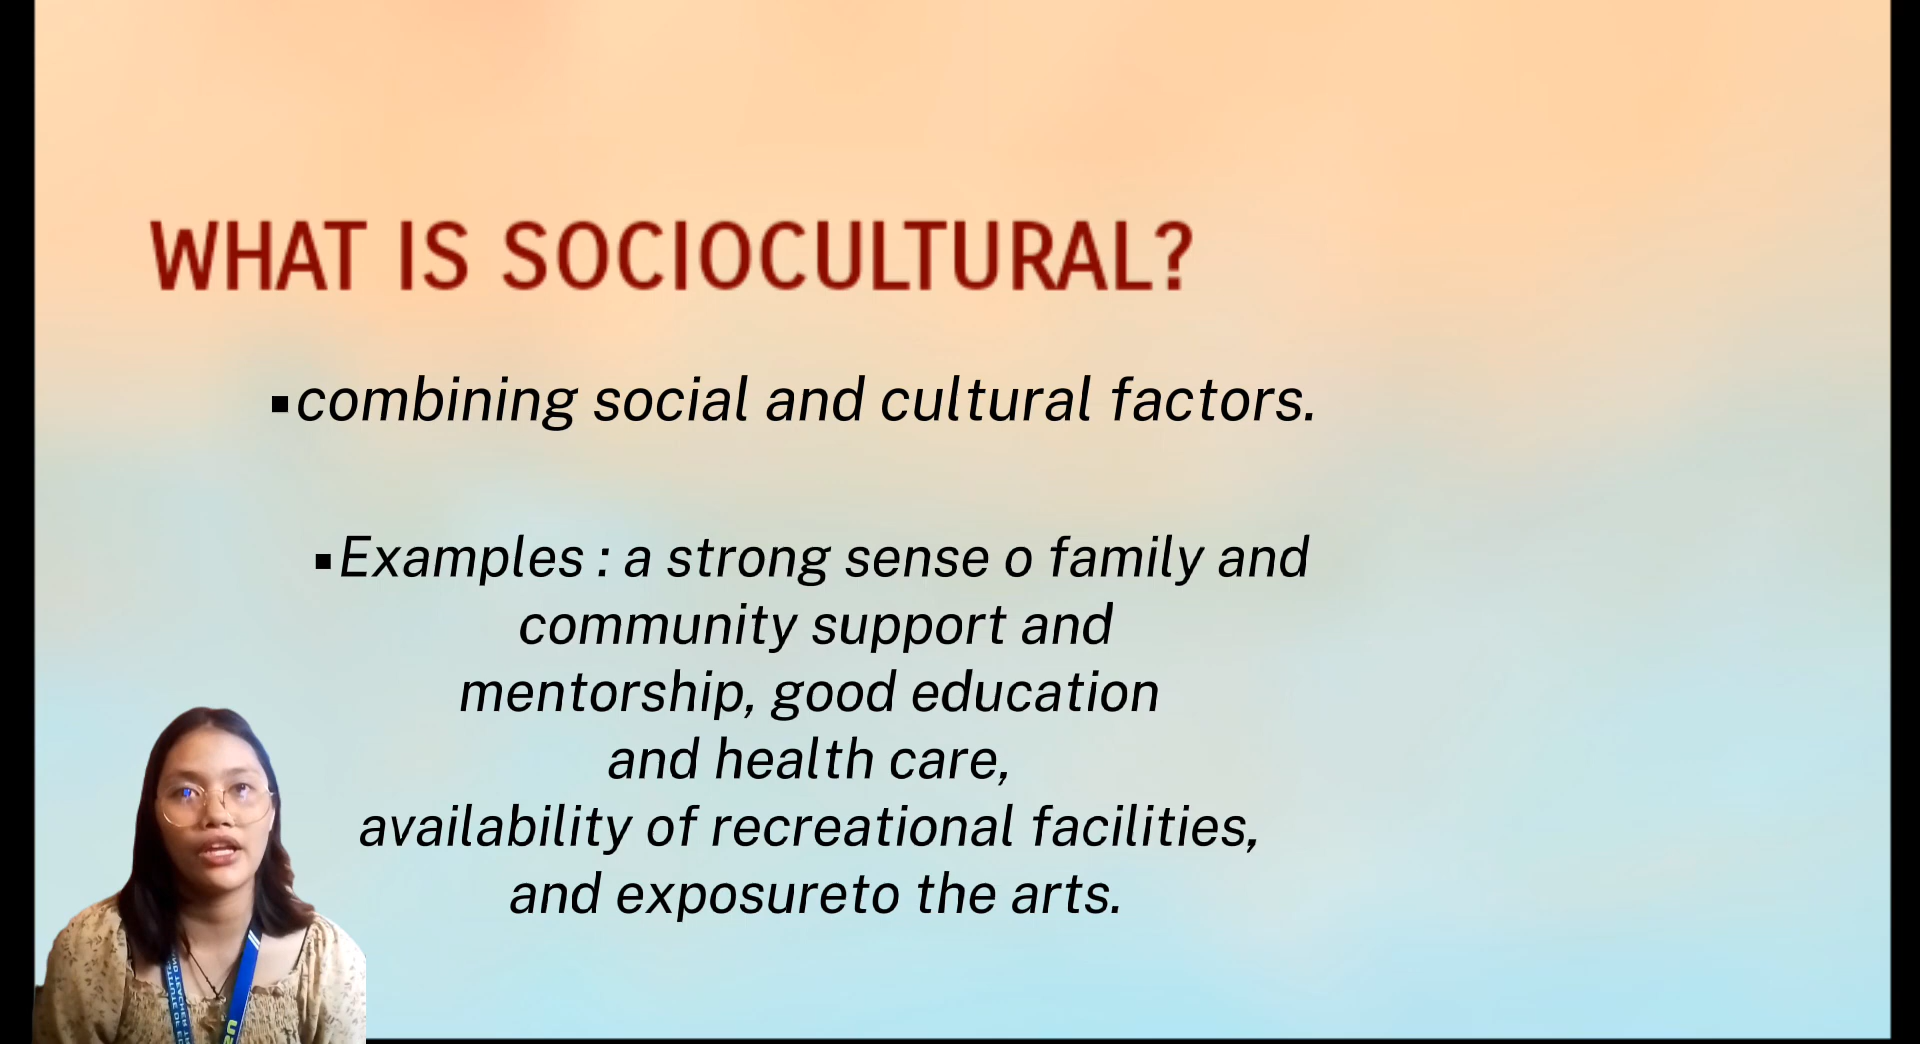 WHAT IS SOCIOCULTURAL?
▪combining social and cultural factors.
▪Examples : a strong sense o family and
community support and
mentorship, good education
and health care,
availability of recreational facilities,
and exposureto the arts.